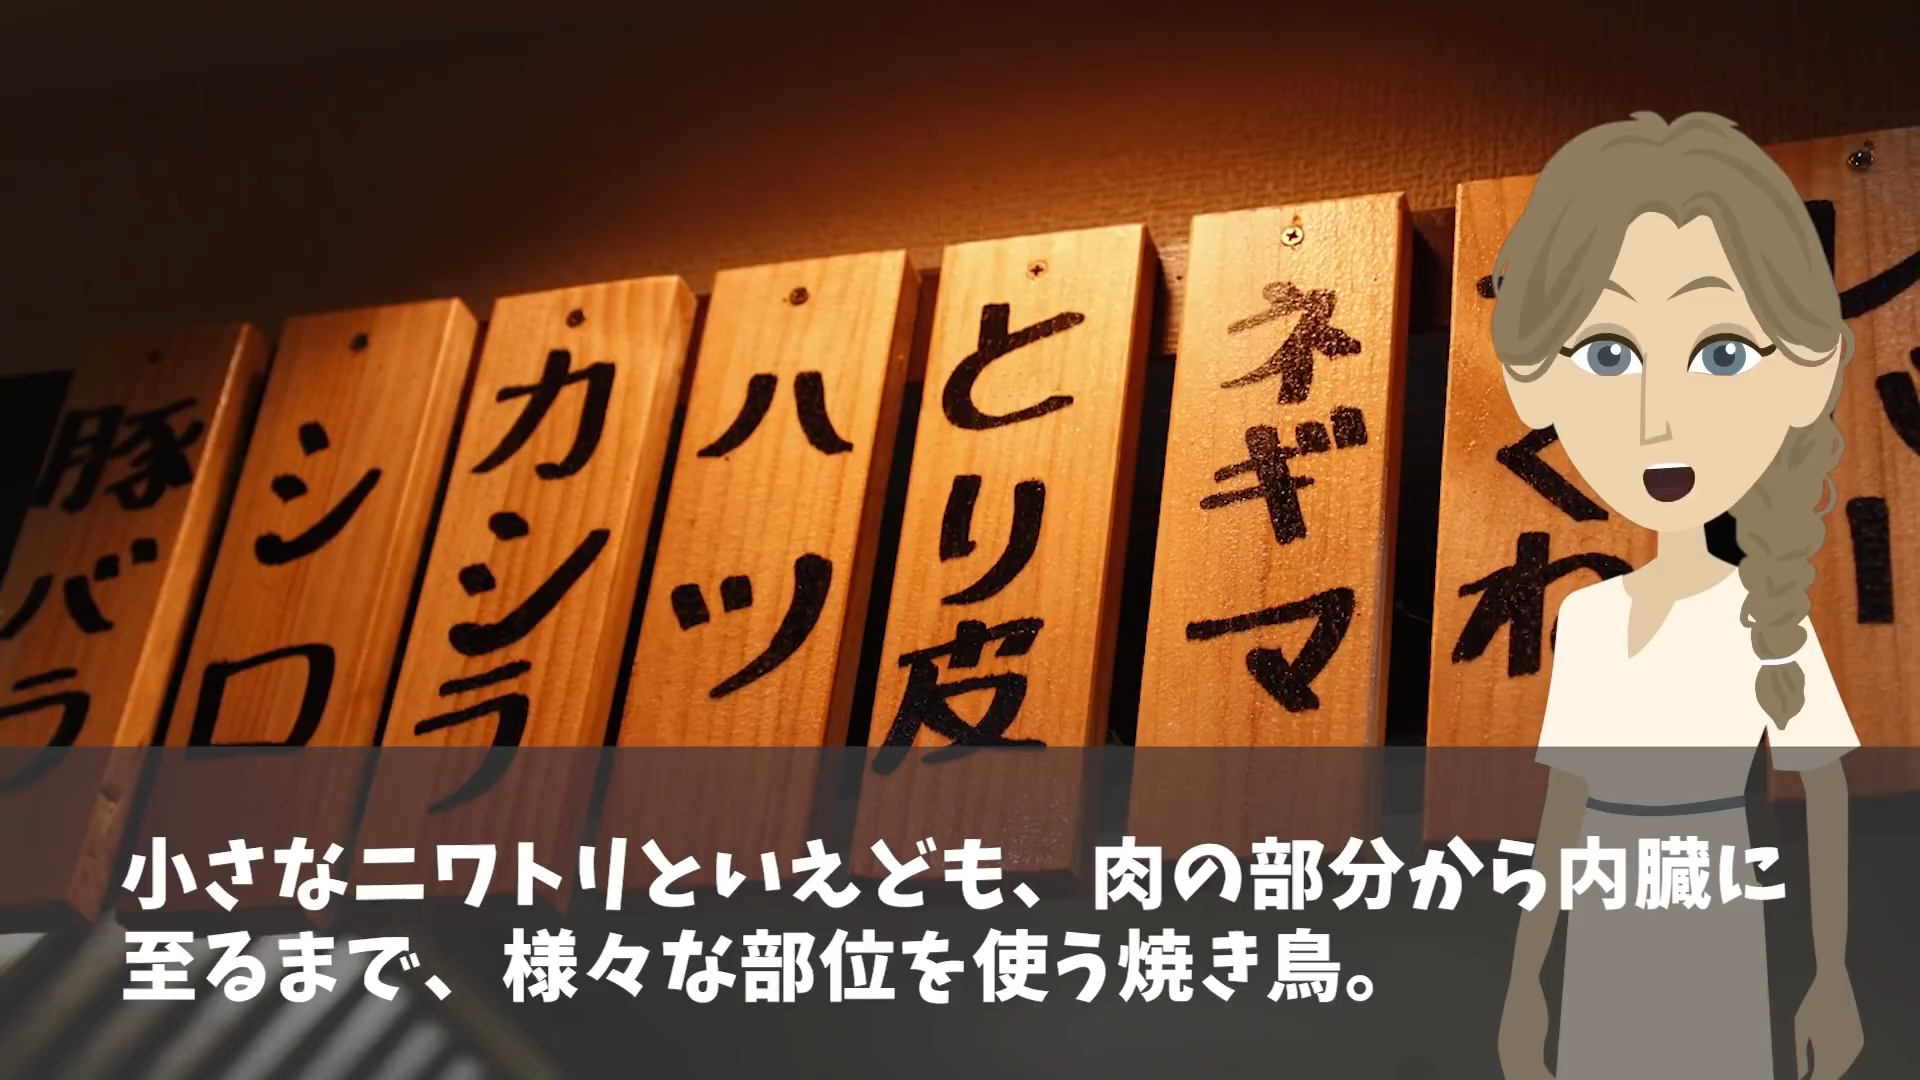 豚バラ
シロ
カシラ
ハツ
とり皮
ネギマ
くね
小さなニワトリといえども、肉の部分から内臓に
至るまで、様々な部位を使う焼き鳥。